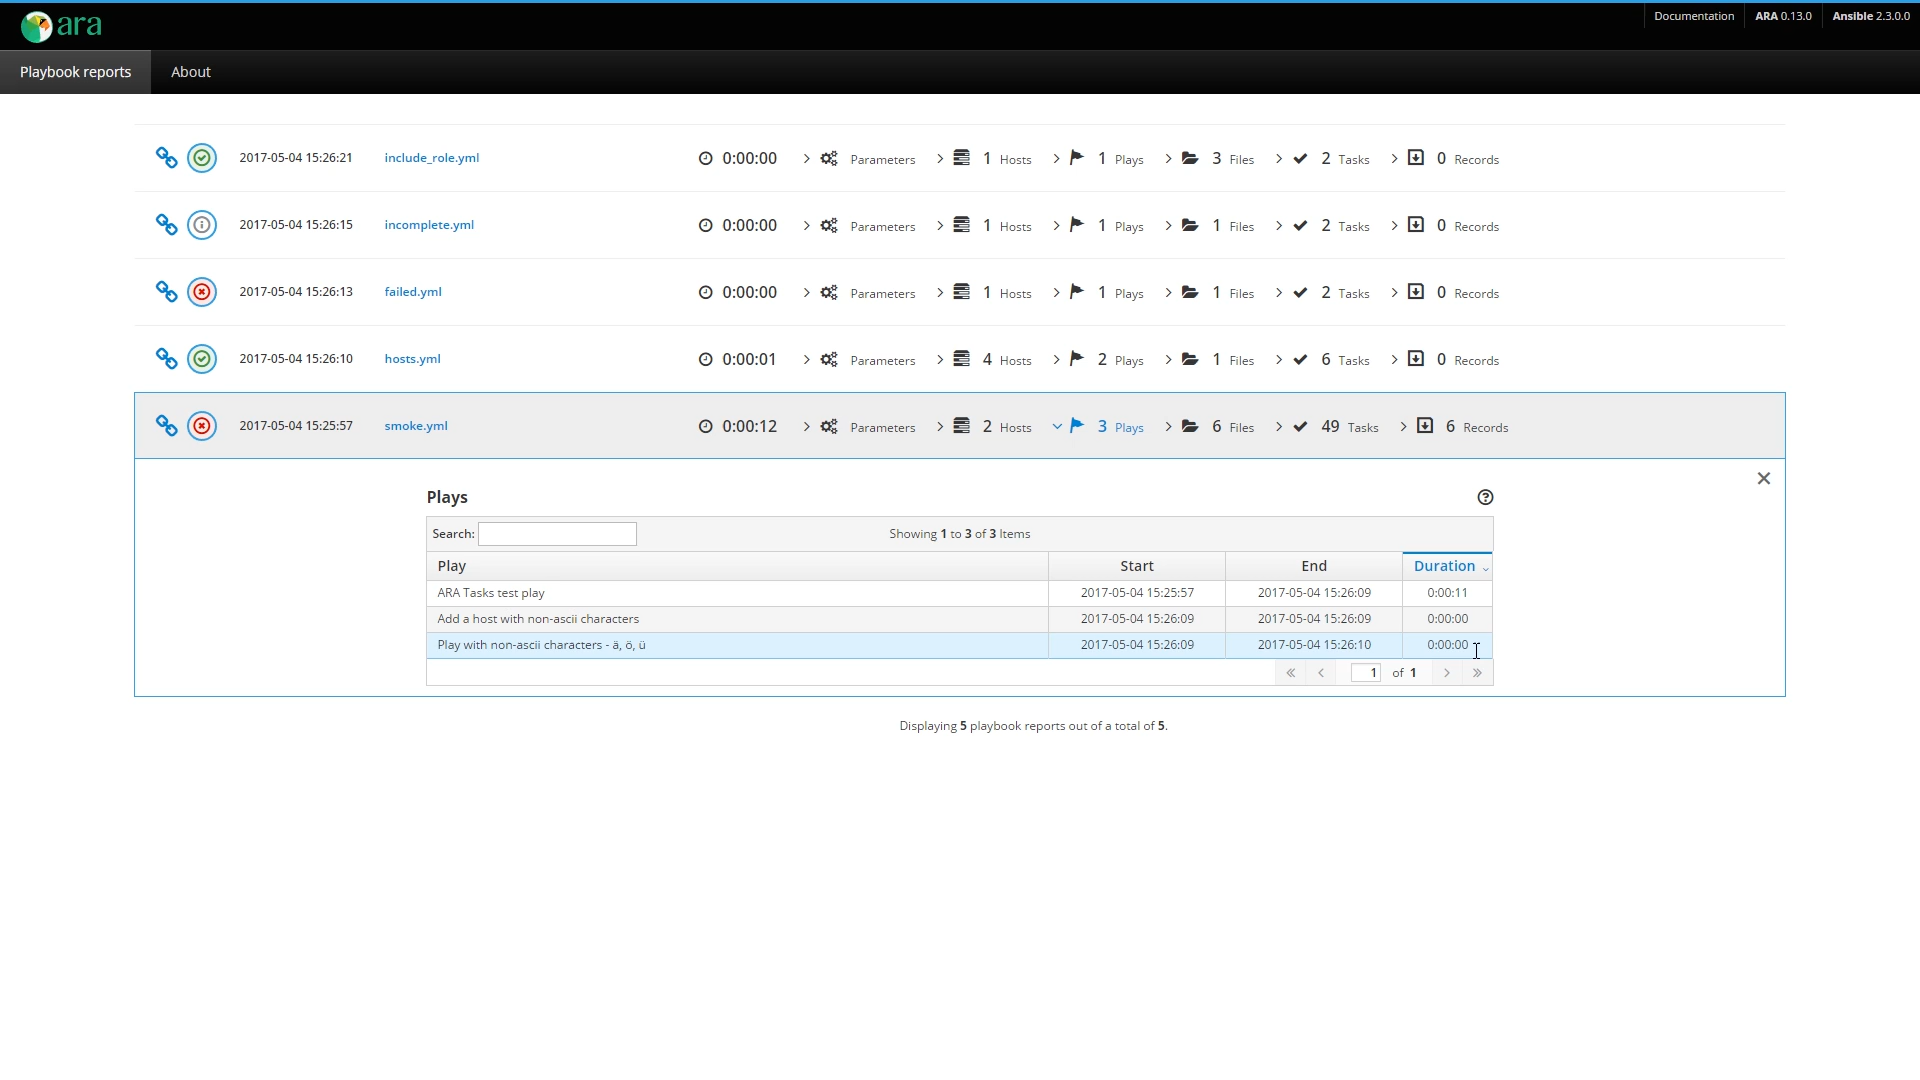 ara
Documentation ARA 0.13.0 Ansible 2.3.0.0
Playbook reports About
2017-05-04 15:26:21 include_role.yml 0:00:00 Parameters 1 Hosts 1 Plays 3 Files 2 Tasks 0 Records
2017-05-04 15:26:15 incomplete.yml 0:00:00 Parameters 1 Hosts 1 Plays 1 Files 2 Tasks 0 Records
2017-05-04 15:26:13 failed.yml 0:00:00 Parameters 1 Hosts 1 Plays 1 Files 2 Tasks 0 Records
2017-05-04 15:26:10 hosts.yml 0:00:01 Parameters 4 Hosts 2 Plays 1 Files 6 Tasks 0 Records
2017-05-04 15:25:57 smoke.yml 0:00:12 Parameters 2 Hosts 3 Plays 6 Files 49 Tasks 6 Records
Plays
Search: Showing 1 to 3 of 3 Items
Play Start End Duration
ARA Tasks test play 2017-05-04 15:25:57 2017-05-04 15:26:09 0:00:11
Add a host with non-ascii characters 2017-05-04 15:26:09 2017-05-04 15:26:09 0:00:00
Play with non-ascii characters - ä, ö, ü 2017-05-04 15:26:09 2017-05-04 15:26:10 0:00:00
« ‹ 1 of 1 › »
Displaying 5 playbook reports out of a total of 5.